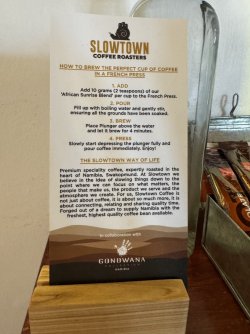 SLOWTOWN
COFFEE ROASTERS
HOW TO BREW THE PERFECT CUP OF COFFEE
IN A FRENCH PRESS
1. ADD
Add 10 grams (2 teaspoons) of our
'African Sunrise Blend' per cup to the French Press.
2. POUR
Fill up with boiling water and gently stir,
ensuring all the grounds have been soaked.
3. BREW
Place Plunger above the water
and let it brew for 4 minutes.
4. PRESS
Slowly start depressing the plunger fully and
pour coffee immediately. Enjoy!
THE SLOWTOWN WAY OF LIFE
Premium speciality coffee, expertly roasted in the
heart of Namibia, Swakopmund. At Slowtown we
believe in the idea of slowing things down to the
point where we can focus on what matters, the
people that make us, the product we serve and the
atmosphere we create. For us, Slowtown Coffee is
not just about coffee, it is about so much more, it is
about connecting, relating and sharing quality time.
Forged out of a dream to supply Namibia with the
freshest, highest quality coffee bean available.
In collaboration with
GONDWANA
NAMIBIA